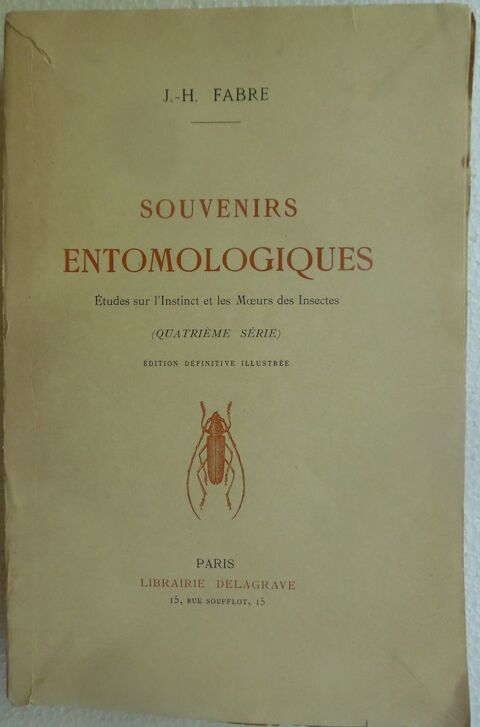 J.-H. FABRE
SOUVENIRS
ENTOMOLOGIQUES
Études sur l'Instinct et les Mœurs des Insectes
(QUATRIÈME SÉRIE)
ÉDITION DÉFINITIVE ILLUSTRÉE
PARIS
LIBRAIRIE DELAGRAVE
15, RUE SOUFFLOT, 15